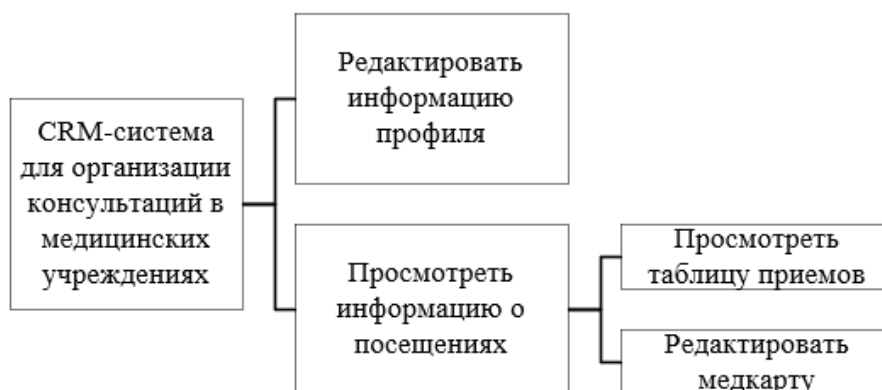 CRM-система
для организации
консультаций в
медицинских
учреждениях
Редактировать
информацию
профиля
Просмотреть
информацию о
посещениях
Просмотреть
таблицу приемов
Редактировать
медкарту